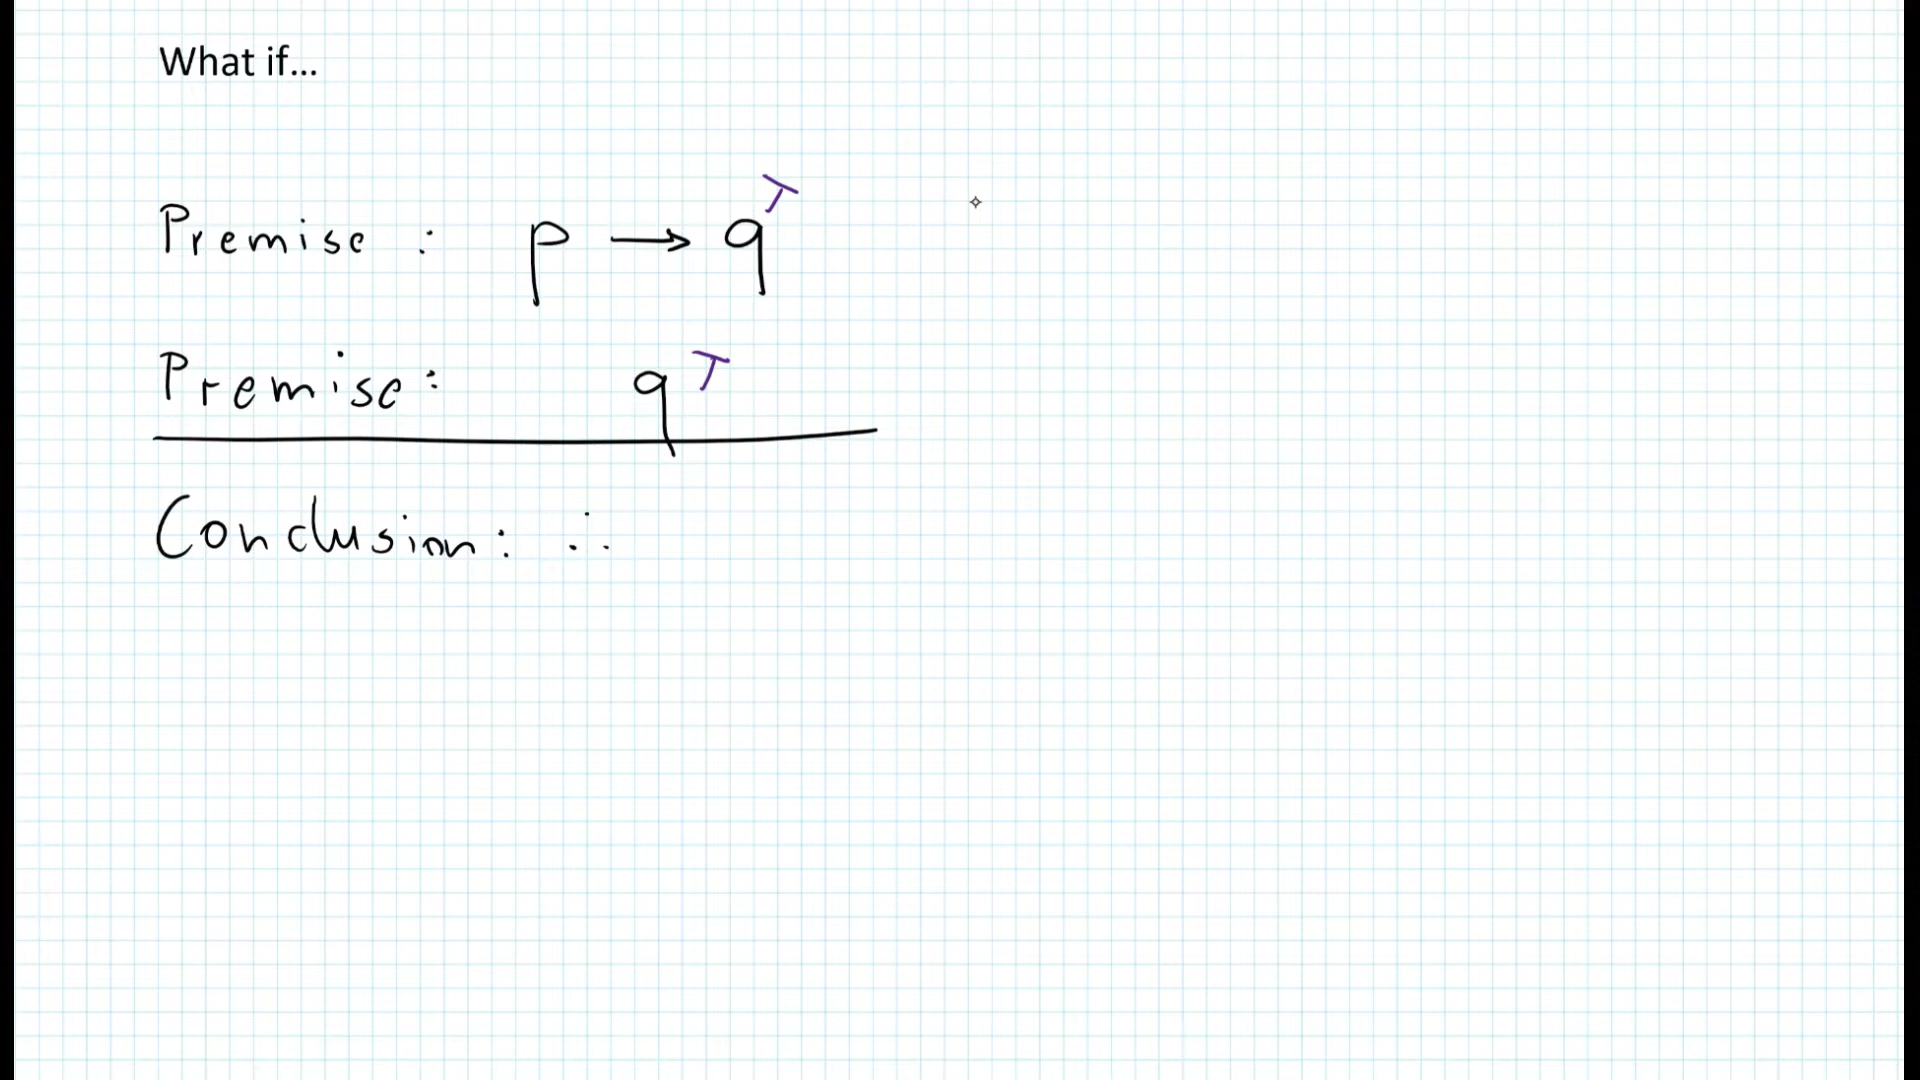 What if...
Premise : p → q T
Premise: q T
Conclusion: ∴